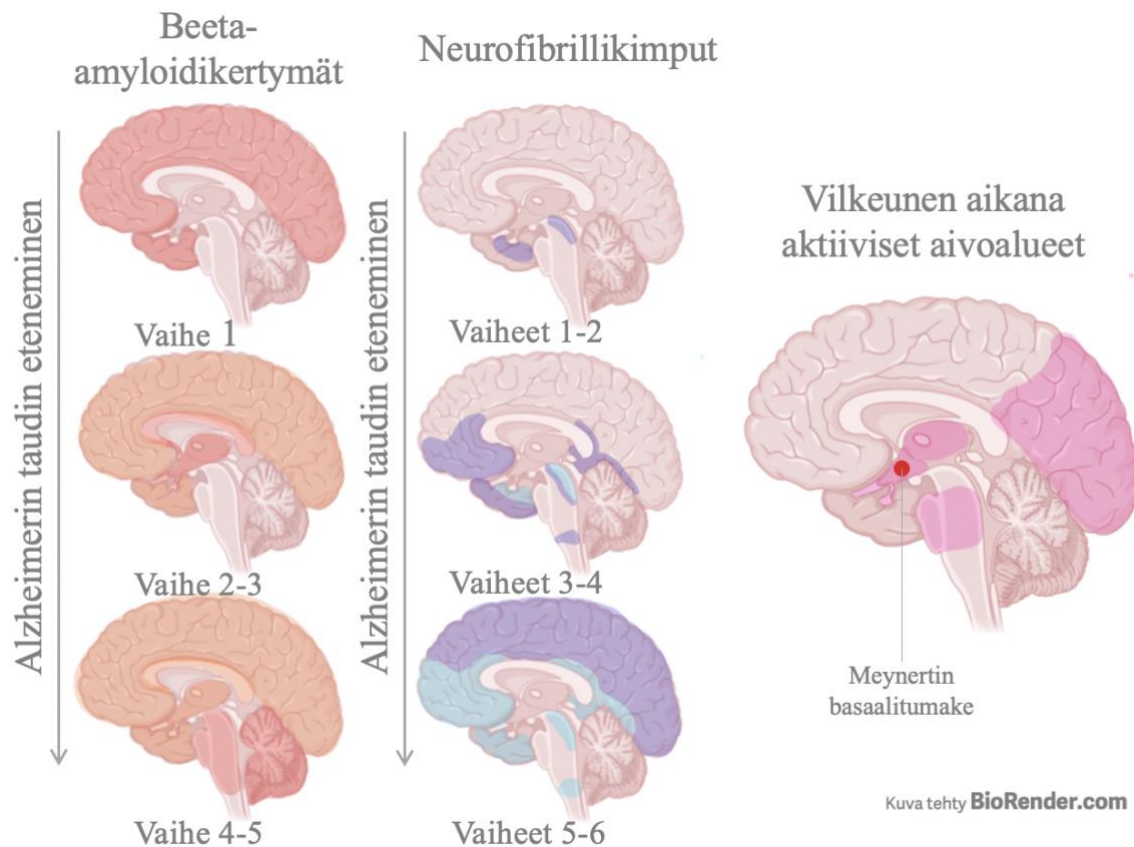 Beeta-
amyloidikertymät
Alzheimerin taudin eteneminen
Vaihe 1
Vaihe 2-3
Vaihe 4-5
Neurofibrillikimput
Alzheimerin taudin eteneminen
Vaiheet 1-2
Vaiheet 3-4
Vaiheet 5-6
Vilkeunen aikana
aktiiviset aivoalueet
Meynertin
basaalitumake
Kuva tehty BioRender.com